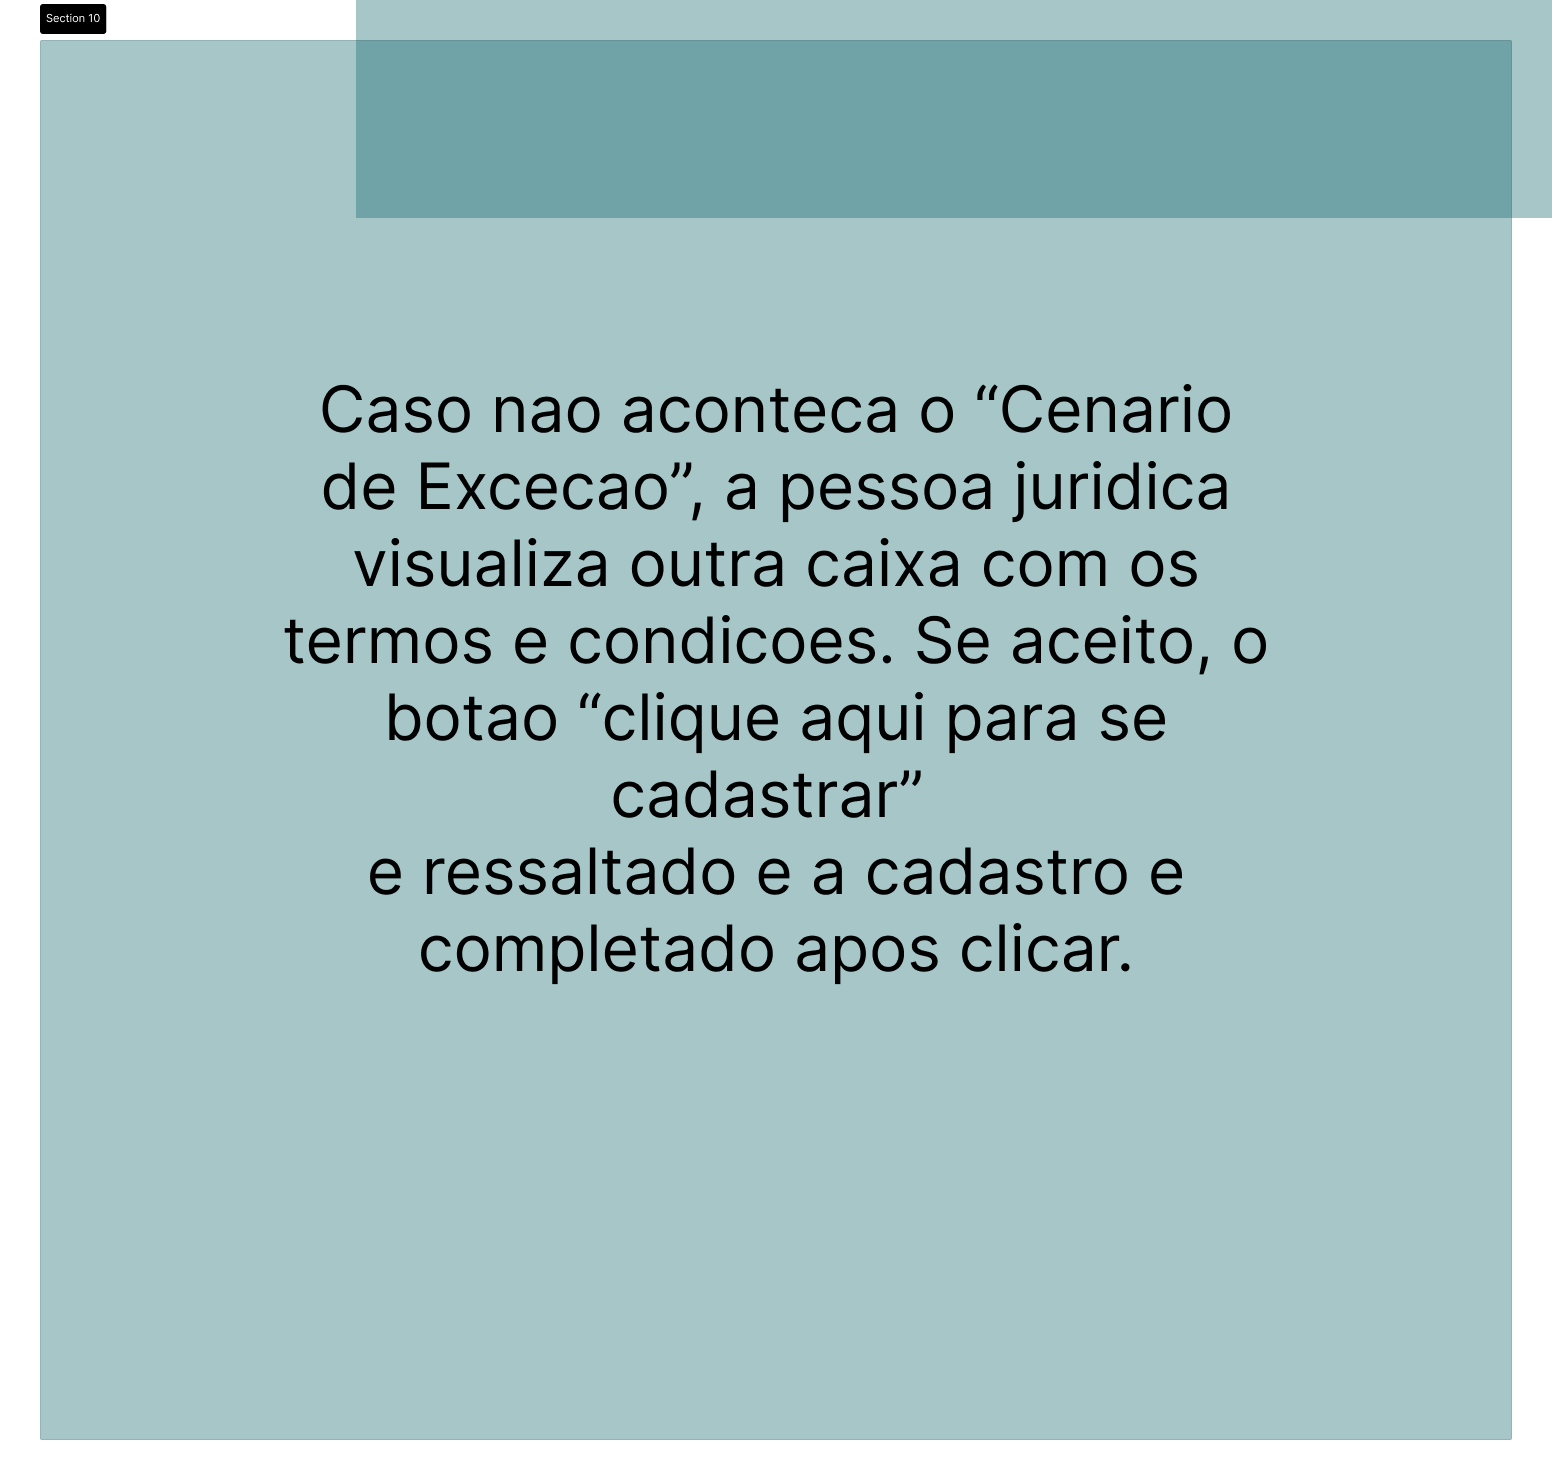 Section 10
Caso nao aconteca o “Cenario
de Excecao”, a pessoa juridica
visualiza outra caixa com os
termos e condicoes. Se aceito, o
botao “clique aqui para se
cadastrar”
e ressaltado e a cadastro e
completado apos clicar.